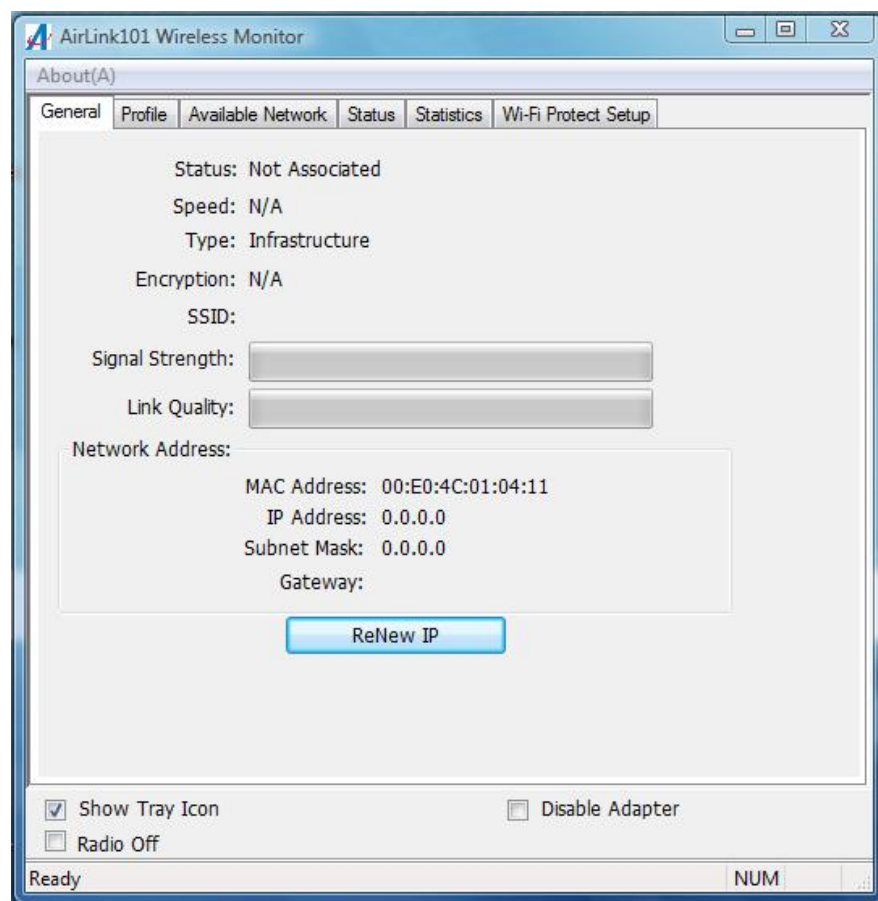 AirLink101 Wireless Monitor
About(A)
General Profile Available Network Status Statistics Wi-Fi Protect Setup
Status: Not Associated
Speed: N/A
Type: Infrastructure
Encryption: N/A
SSID:
Signal Strength:
Link Quality:
Network Address:
MAC Address: 00:E0:4C:01:04:11
IP Address: 0.0.0.0
Subnet Mask: 0.0.0.0
Gateway:
ReNew IP
Show Tray Icon Disable Adapter
Radio Off
Ready NUM